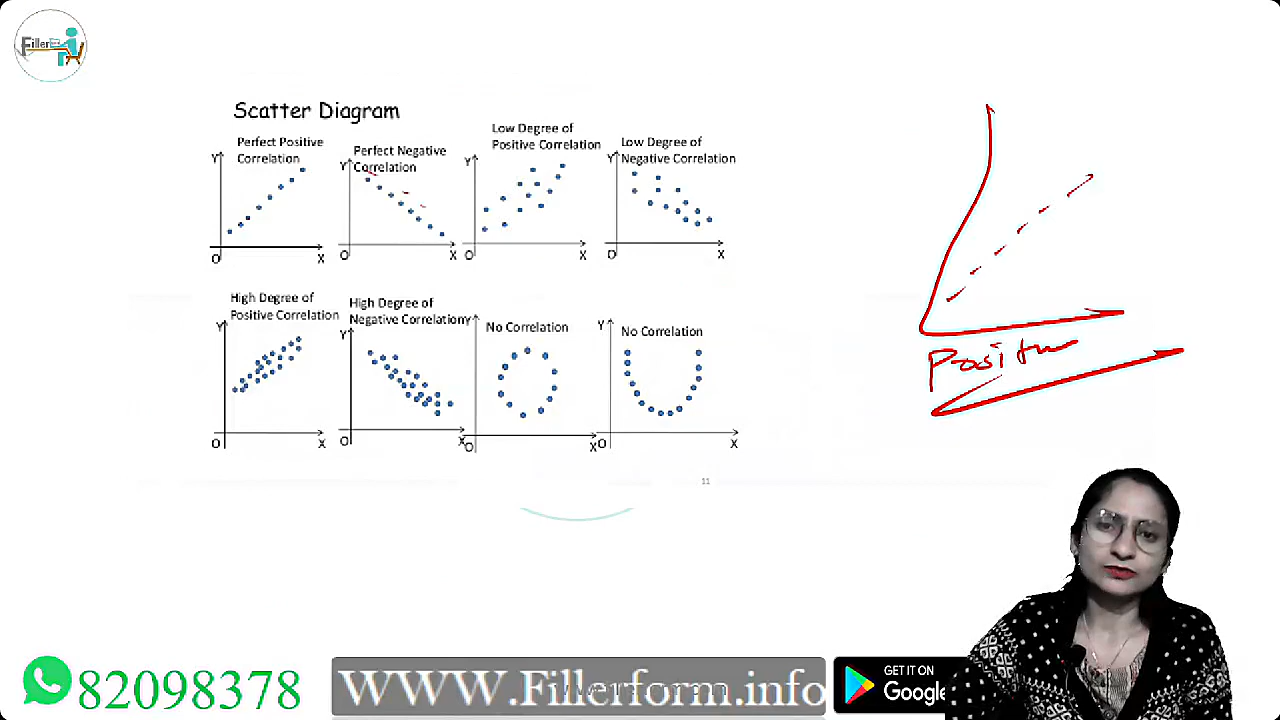 Filler
Scatter Diagram
Perfect Positive
Correlation
Y
O
X
Perfect Negative
Correlation
Y
O
X
Low Degree of
Positive Correlation
Y
O
X
Low Degree of
Negative Correlation
Y
O
X
High Degree of
Positive Correlation
Y
O
X
High Degree of
Negative Correlation
Y
O
X
No Correlation
Y
O
X
No Correlation
Y
O
X
11
82098378
WWW.Fillerform.info
GET IT ON
Google